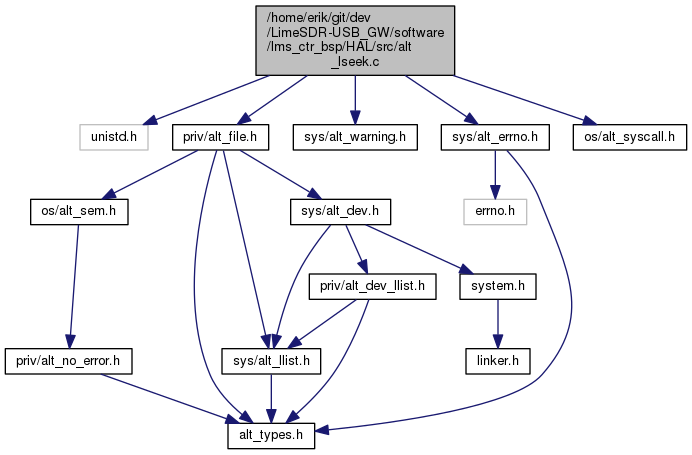 /home/erik/git/dev
/LimeSDR-USB_GW/software
/lms_ctr_bsp/HAL/src/alt
_lseek.c
unistd.h
priv/alt_file.h
sys/alt_warning.h
sys/alt_errno.h
os/alt_syscall.h
os/alt_sem.h
sys/alt_dev.h
errno.h
priv/alt_dev_llist.h
system.h
priv/alt_no_error.h
sys/alt_llist.h
linker.h
alt_types.h